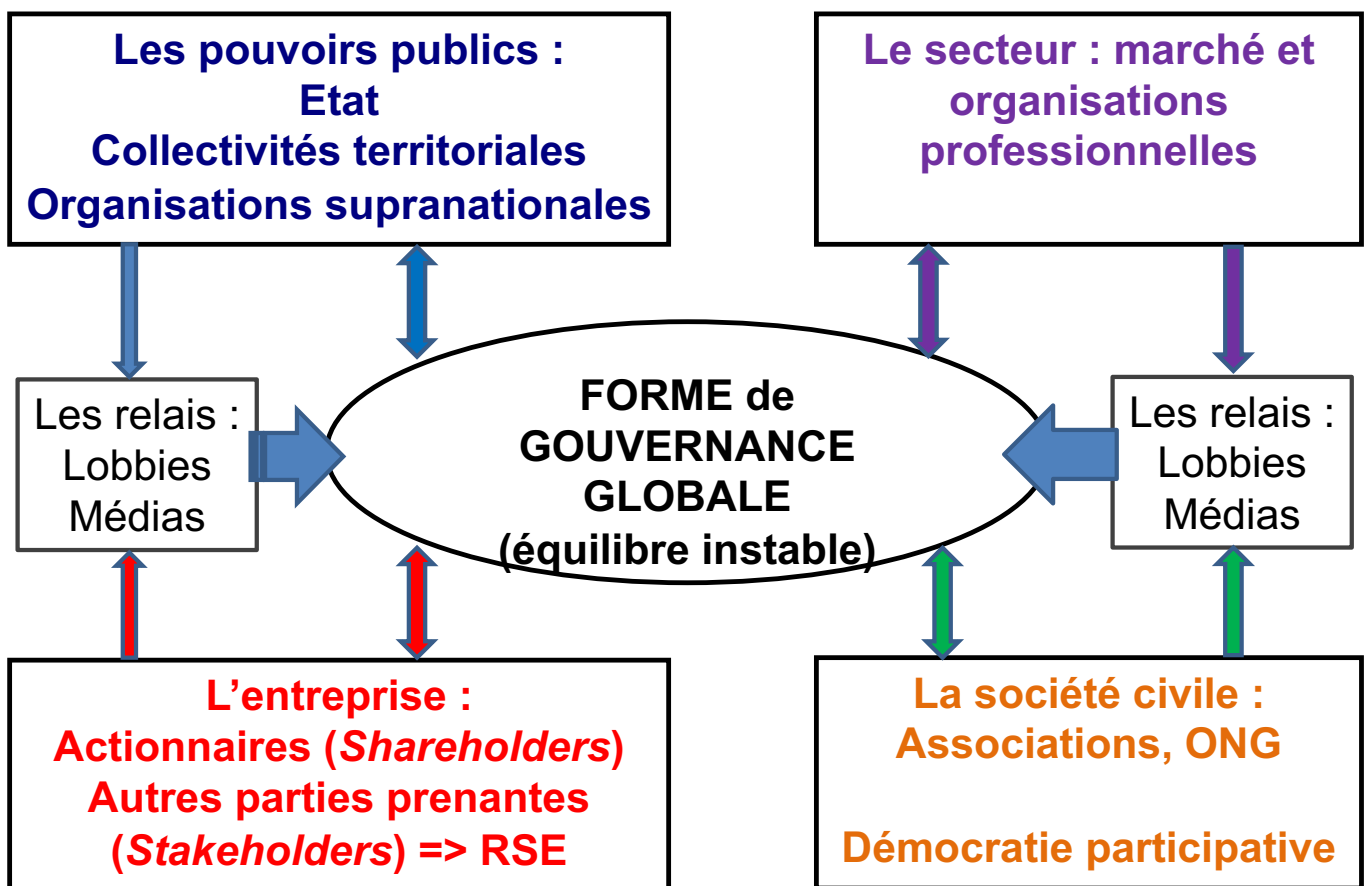 Les pouvoirs publics :
Etat
Collectivités territoriales
Organisations supranationales
Le secteur : marché et
organisations
professionnelles
Les relais :
Lobbies
Médias
FORME de
GOUVERNANCE
GLOBALE
(équilibre instable)
Les relais :
Lobbies
Médias
L’entreprise :
Actionnaires (Shareholders)
Autres parties prenantes
(Stakeholders) => RSE
La société civile :
Associations, ONG
Démocratie participative